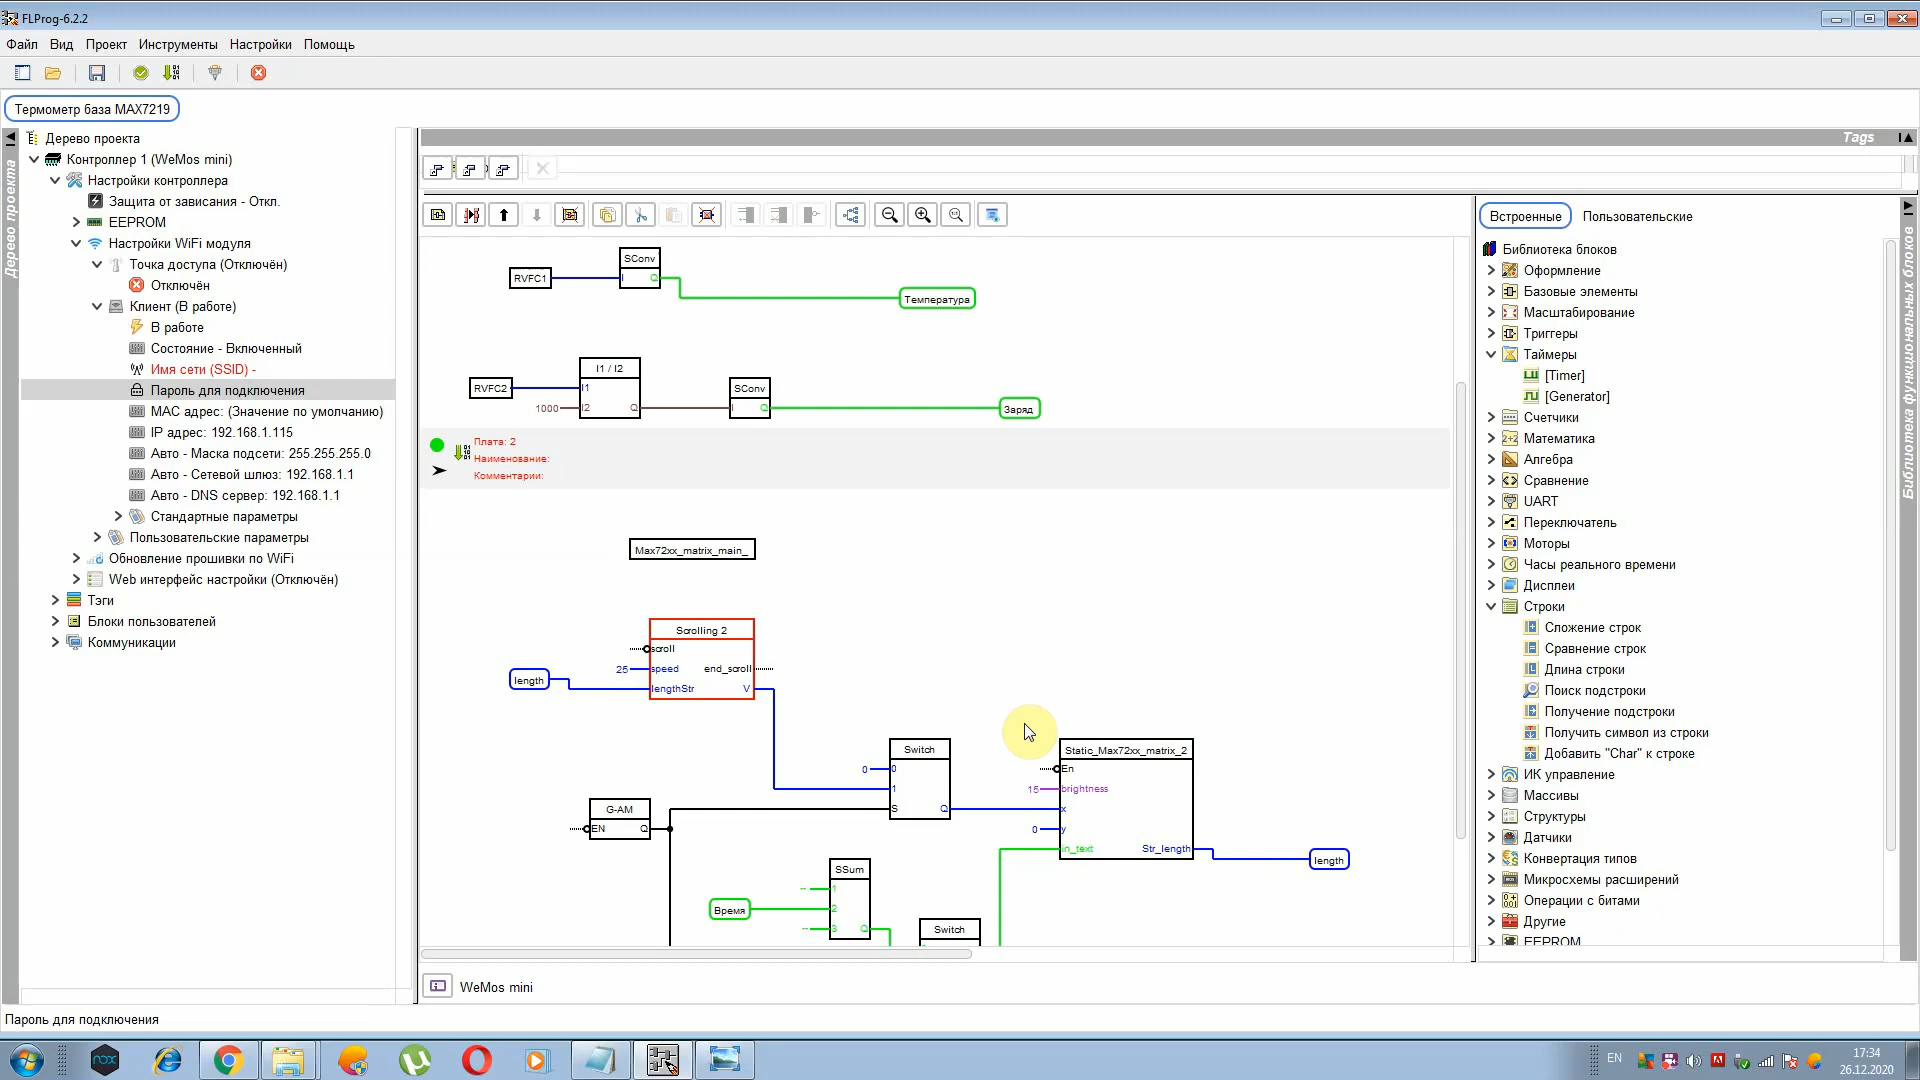 FLProg-6.2.2
Файл Вид Проект Инструменты Настройки Помощь
Термометр база MAX7219
Дерево проекта
Дерево проекта
Контроллер 1 (WeMos mini)
Настройки контроллера
Защита от зависания - Откл.
EEPROM
Настройки WiFi модуля
Точка доступа (Отключён)
Отключён
Клиент (В работе)
В работе
Состояние - Включенный
Имя сети (SSID) -
Пароль для подключения
MAC адрес: (Значение по умолчанию)
IP адрес: 192.168.1.115
Авто - Маска подсети: 255.255.255.0
Авто - Сетевой шлюз: 192.168.1.1
Авто - DNS сервер: 192.168.1.1
Стандартные параметры
Пользовательские параметры
Обновление прошивки по WiFi
Web интерфейс настройки (Отключён)
Тэги
Блоки пользователей
Коммуникации
Tags
RVFC1
SConv
I Q
Температура
RVFC2
I1 / I2
I1
1000 I2 Q
SConv
I Q
Заряд
Плата: 2
Наименование:
Комментарии:
Max72xx_matrix_main_
Scrolling 2
scroll
25 speed end_scroll
length
lengthStr V
Switch
0 0
1
S Q
G-AM
EN Q
Static_Max72xx_matrix_2
En
15 brightness
x
0 y
in_text Str_length
length
SSum
-- 1
Время 2
-- 3 Q
Switch
WeMos mini
Встроенные Пользовательские
Библиотека блоков
Оформление
Базовые элементы
Масштабирование
Триггеры
Таймеры
[Timer]
[Generator]
Счетчики
Математика
Алгебра
Сравнение
UART
Переключатель
Моторы
Часы реального времени
Дисплеи
Строки
Сложение строк
Сравнение строк
Длина строки
Поиск подстроки
Получение подстроки
Получить символ из строки
Добавить "Char" к строке
ИК управление
Массивы
Структуры
Датчики
Конвертация типов
Микросхемы расширений
Операции с битами
Другие
EEPROM
Библиотека функциональных блоков
Пароль для подключения
nox
EN
17:34
26.12.2020